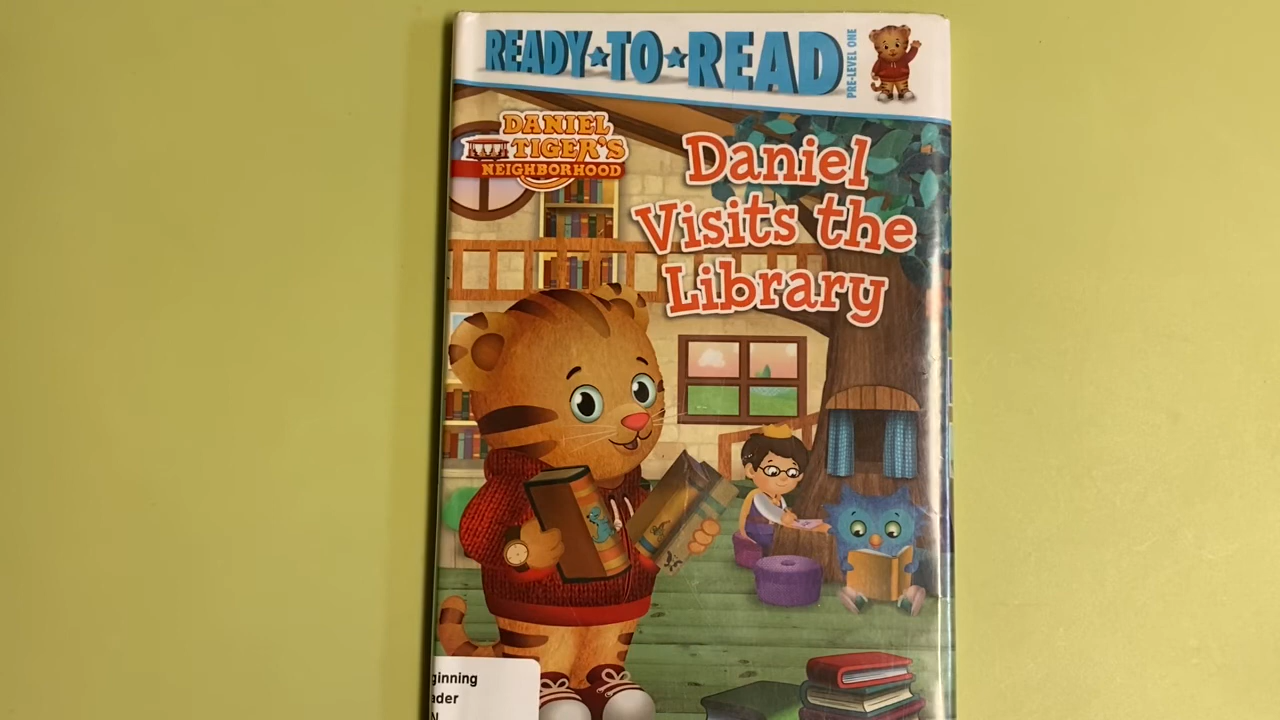 READY★TO★READ
PRE-LEVEL ONE
DANIEL
TIGER'S
NEIGHBORHOOD
Daniel
Visits the
Library
ginning
ader
N